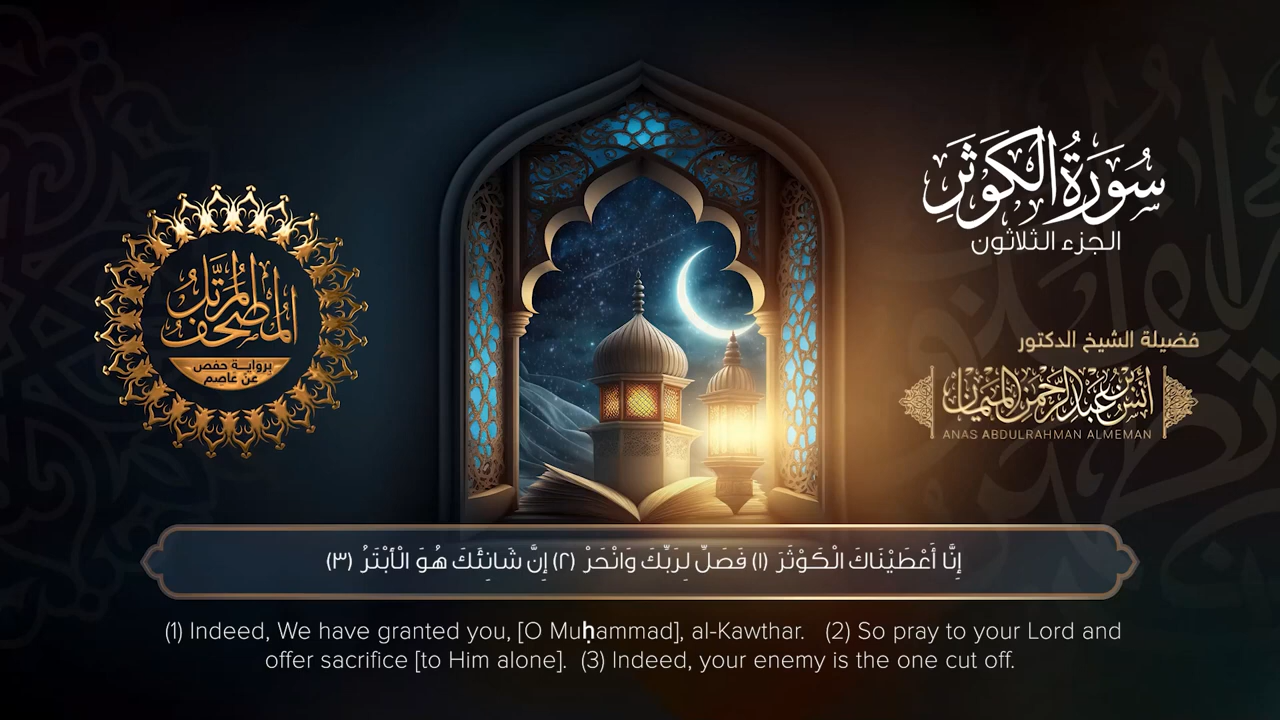 سُورَةُ الكَوْثَرِ
الجزء الثلاثون
المصحف المرتل
برواية حفص
عن عاصم
فضيلة الشيخ الدكتور
أنس بن عبدالرحمن الميمان
ANAS ABDULRAHMAN ALMEMAN
إِنَّا أَعْطَيْنَاكَ الْكَوْثَرَ (١) فَصَلِّ لِرَبِّكَ وَانْحَرْ (٢) إِنَّ شَانِئَكَ هُوَ الْأَبْتَرُ (٣)
(1) Indeed, We have granted you, [O Muḥammad], al-Kawthar. (2) So pray to your Lord and
offer sacrifice [to Him alone]. (3) Indeed, your enemy is the one cut off.